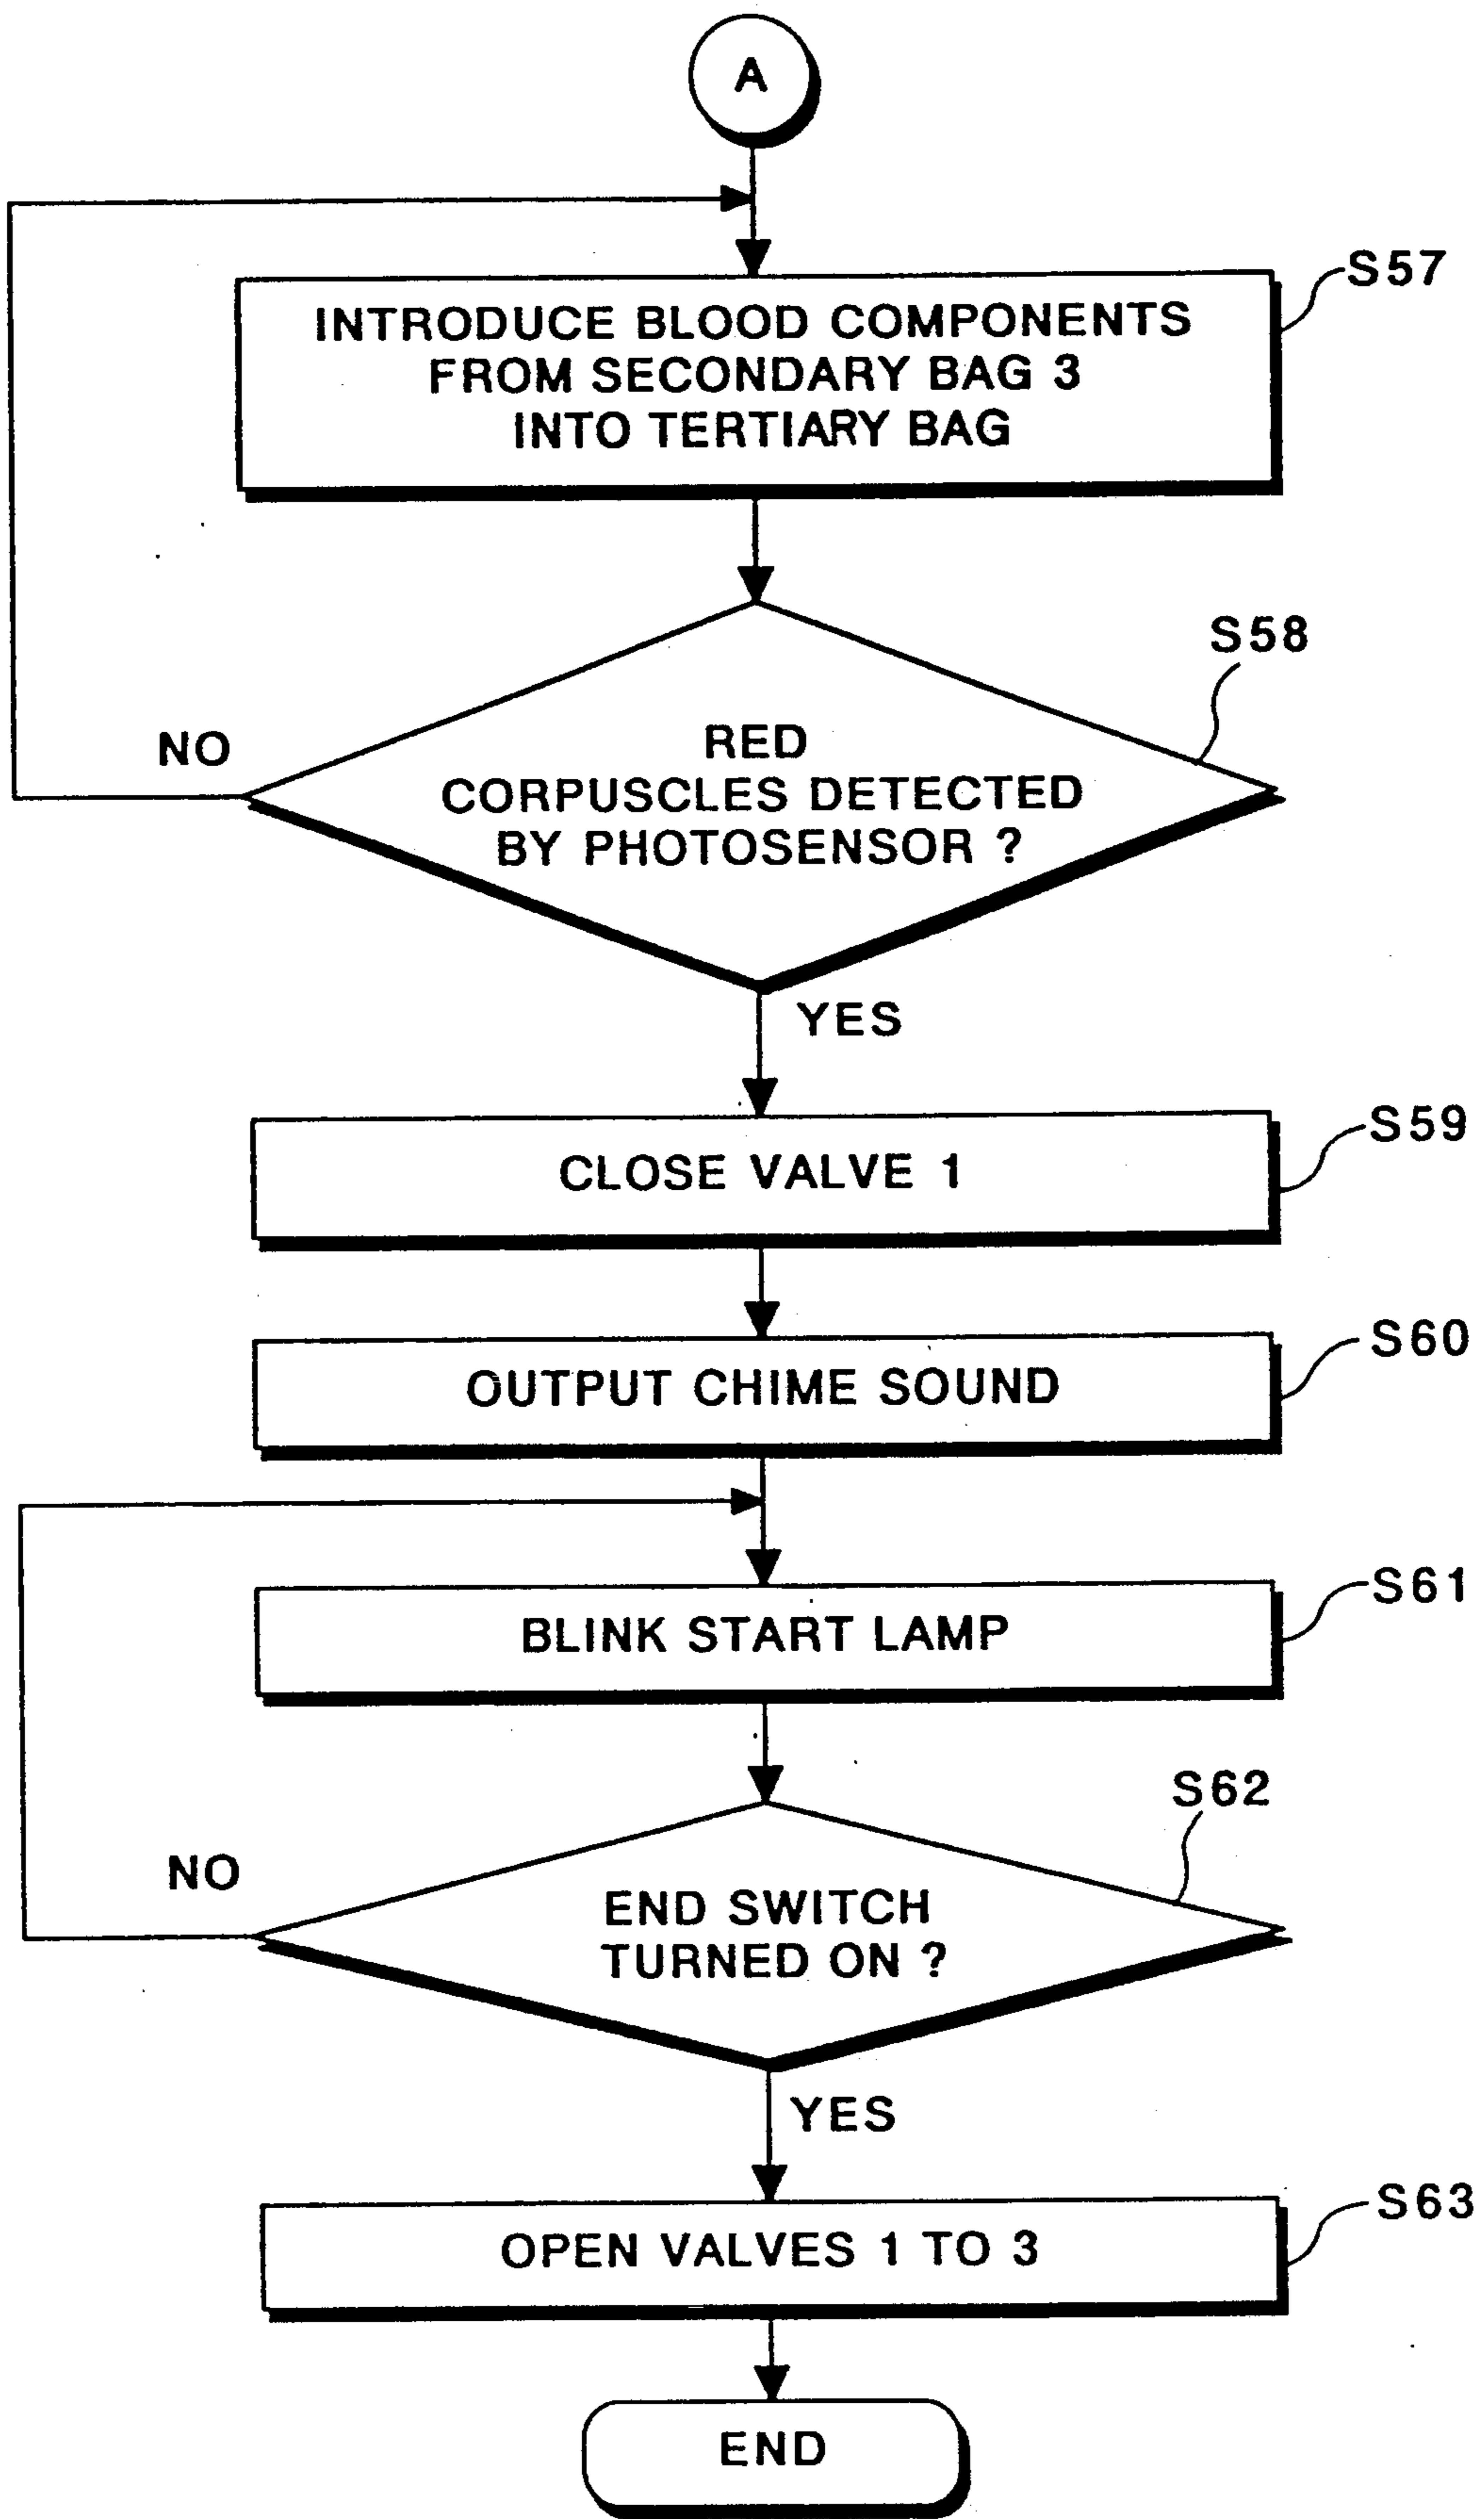 A
S57
INTRODUCE BLOOD COMPONENTS
FROM SECONDARY BAG 3
INTO TERTIARY BAG
S58
NO
RED
CORPUSCLES DETECTED
BY PHOTOSENSOR ?
YES
S59
CLOSE VALVE 1
S60
OUTPUT CHIME SOUND
S61
BLINK START LAMP
S62
NO
END SWITCH
TURNED ON ?
YES
S63
OPEN VALVES 1 TO 3
END